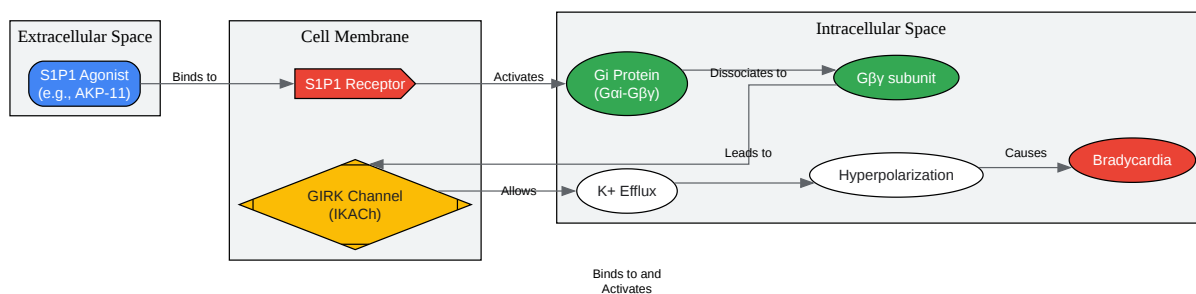 Extracellular Space
Cell Membrane
Intracellular Space
S1P1 Agonist
(e.g., AKP-11)
Binds to
S1P1 Receptor
Activates
Gi Protein
(Gαi-Gβγ)
Dissociates to
Gβγ subunit
Leads to
Causes
Bradycardia
GIRK Channel
(IKACh)
Allows
K+ Efflux
Hyperpolarization
Binds to and
Activates